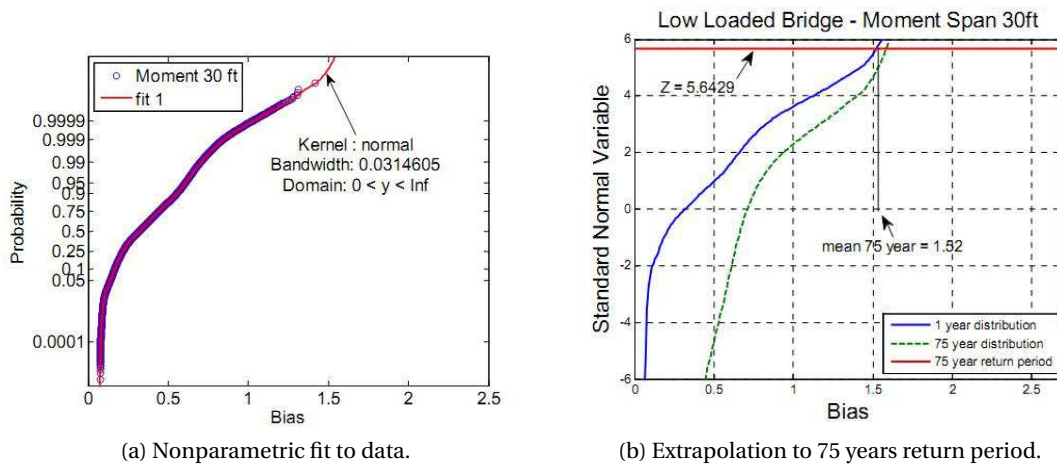 Moment 30 ft
fit 1
Kernel : normal
Bandwidth: 0.0314605
Domain: 0 < y < Inf
0.9999
0.999
0.99
0.95
0.9
0.75
0.5
0.25
0.1
0.05
0.0001
Probability
0
0.5
1
1.5
2
2.5
Bias
(a) Nonparametric fit to data.
Low Loaded Bridge - Moment Span 30ft
6
4
2
0
-2
-4
-6
Standard Normal Variable
Z = 5.6429
mean 75 year = 1.52
1 year distribution
75 year distribution
75 year return period
0
0.5
1
1.5
2
2.5
Bias
(b) Extrapolation to 75 years return period.